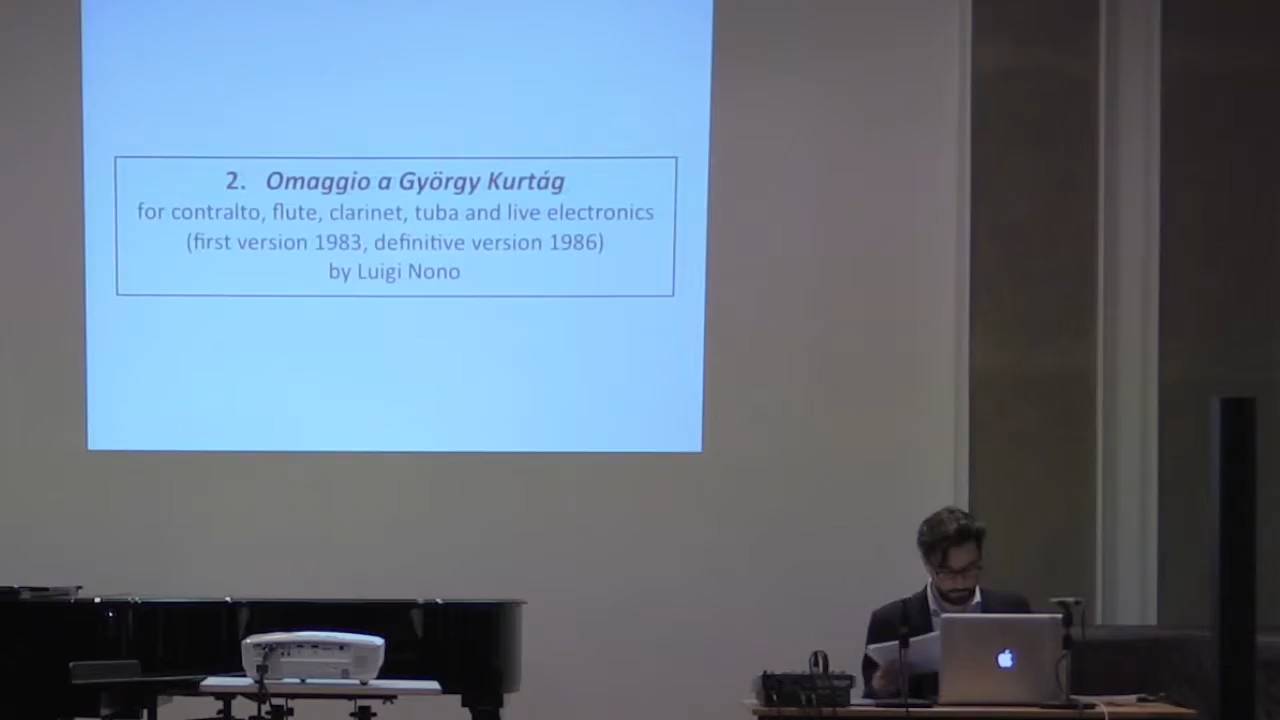 2. Omaggio a György Kurtág
for contralto, flute, clarinet, tuba and live electronics
(first version 1983, definitive version 1986)
by Luigi Nono